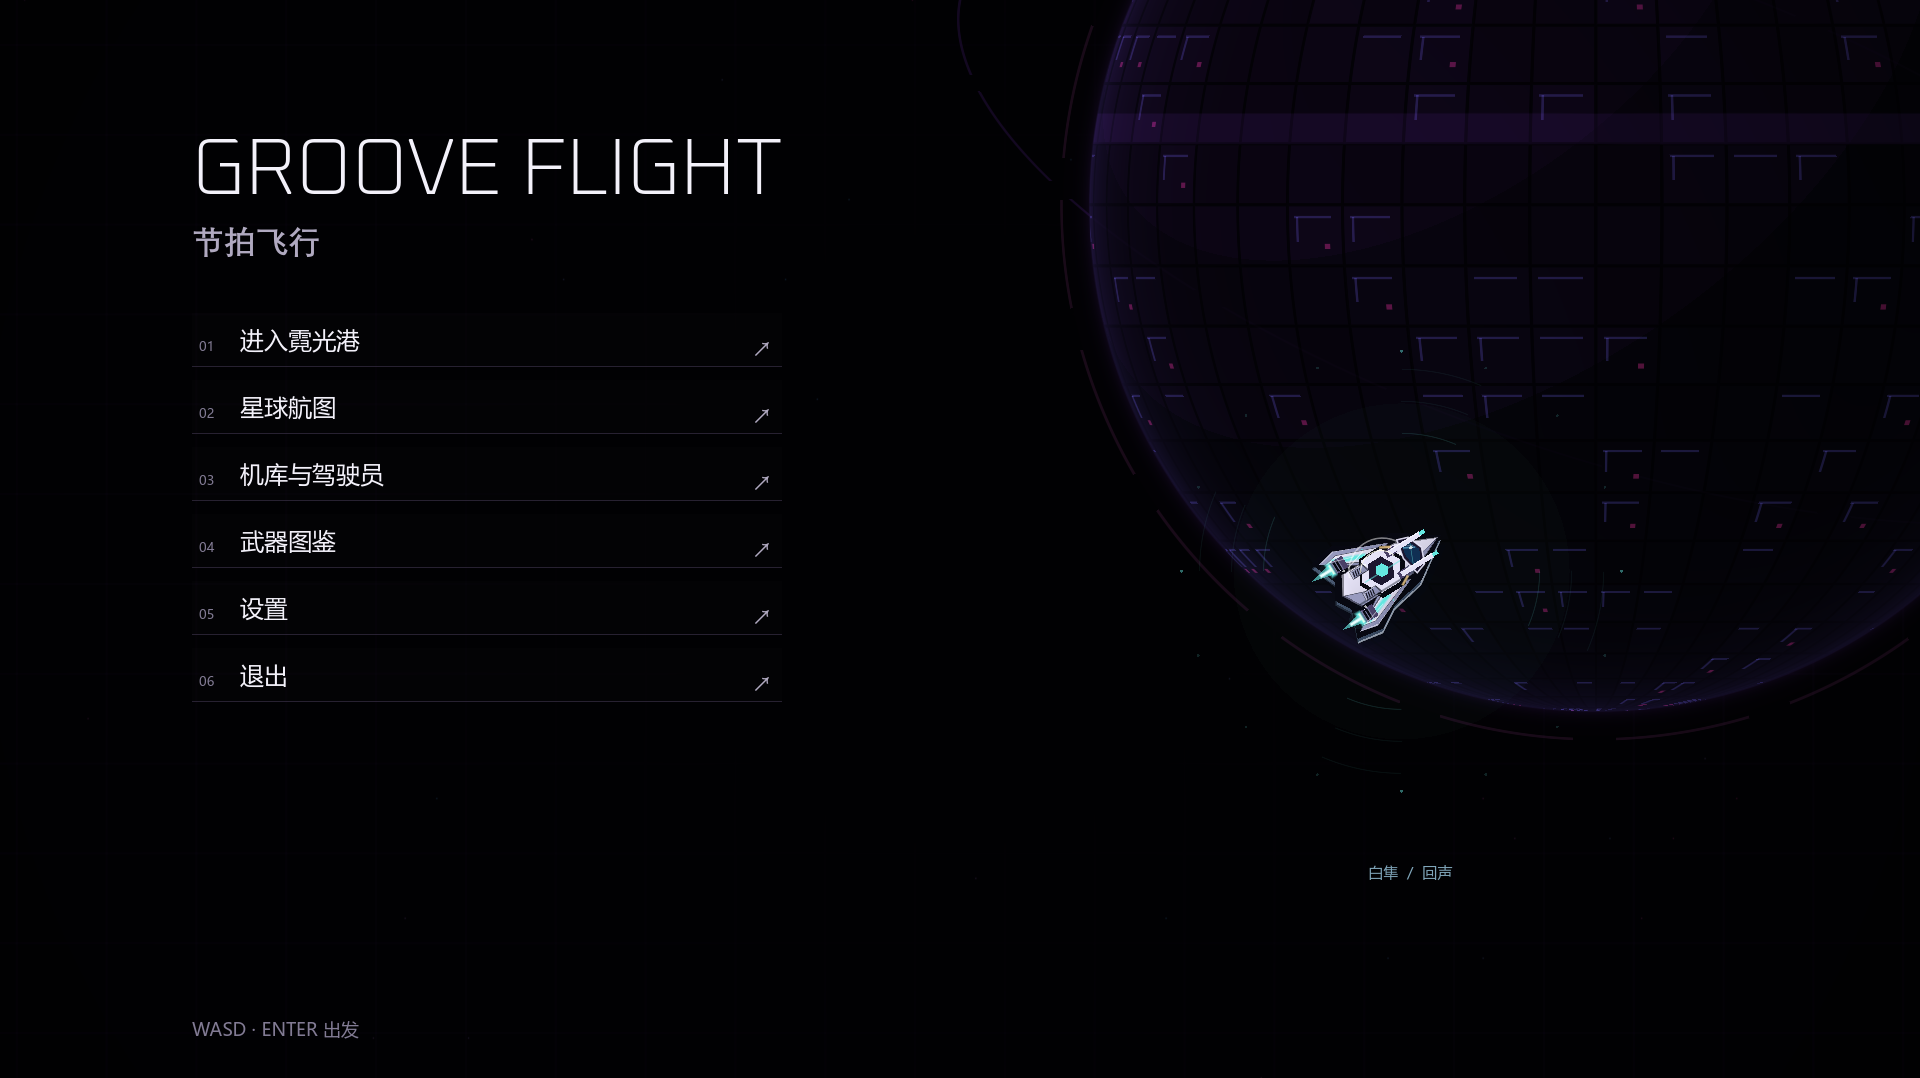 GROOVE FLIGHT
节拍飞行
01 进入霓光港 ↗
02 星球航图 ↗
03 机库与驾驶员 ↗
04 武器图鉴 ↗
05 设置 ↗
06 退出 ↗
白隼 / 回声
WASD · ENTER 出发